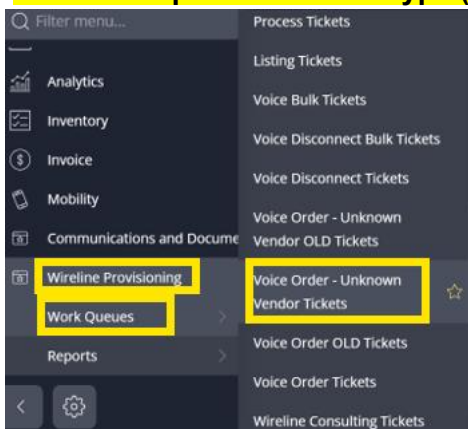 Filter menu...
Analytics
Inventory
Invoice
Mobility
Communications and Docume
Wireline Provisioning
Work Queues
Reports
Process Tickets
Listing Tickets
Voice Bulk Tickets
Voice Disconnect Bulk Tickets
Voice Disconnect Tickets
Voice Order - Unknown
Vendor OLD Tickets
Voice Order - Unknown
Vendor Tickets
Voice Order OLD Tickets
Voice Order Tickets
Wireline Consulting Tickets